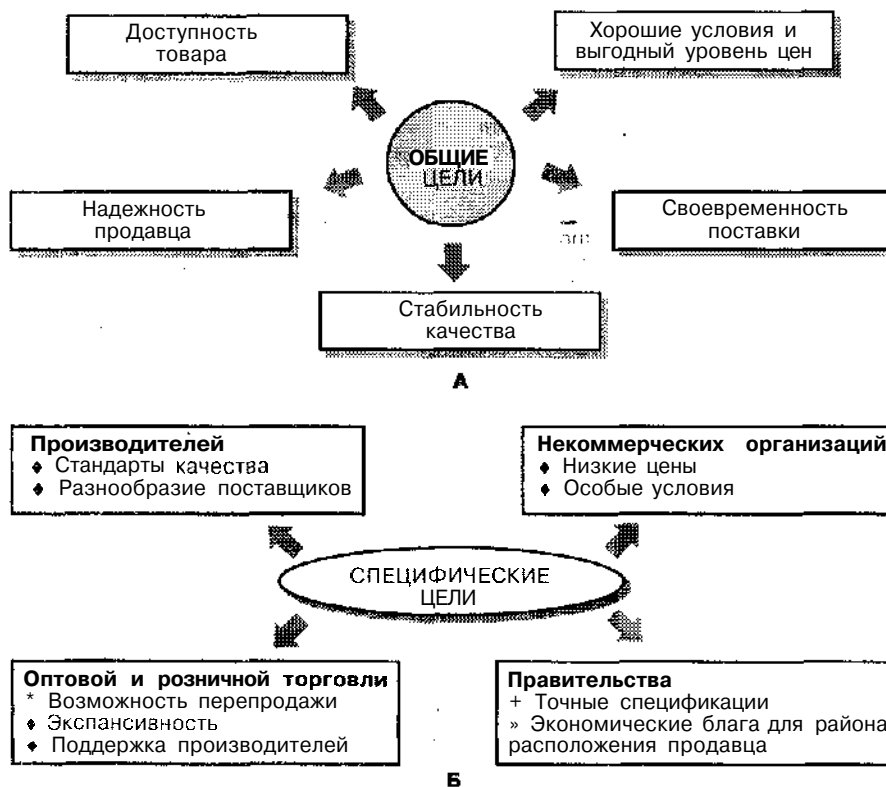 Доступность
товара
Хорошие условия и
выгодный уровень цен
ОБЩИЕ
ЦЕЛИ
Надежность
продавца
Своевременность
поставки
Стабильность
качества
А
Производителей
♦ Стандарты качества
♦ Разнообразие поставщиков
Некоммерческих организаций
♦ Низкие цены
♦ Особые условия
СПЕЦИФИЧЕСКИЕ
ЦЕЛИ
Оптовой и розничной торговли
* Возможность перепродажи
♦ Экспансивность
♦ Поддержка производителей
Правительства
+ Точные спецификации
» Экономические блага для района
расположения продавца
Б